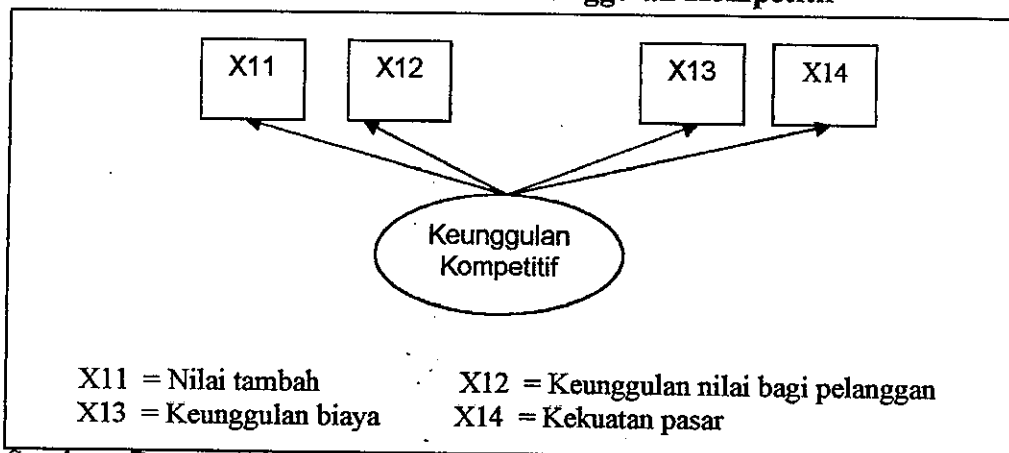 X11 X12 X13 X14
Keunggulan
Kompetitif
X11 = Nilai tambah X12 = Keunggulan nilai bagi pelanggan
X13 = Keunggulan biaya X14 = Kekuatan pasar